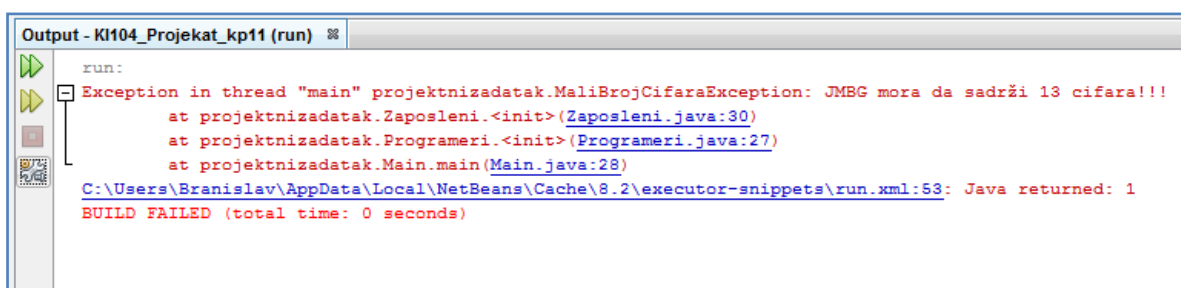 Output - KI104_Projekat_kp11 (run)
run:
Exception in thread "main" projektnizadatak.MaliBrojCifaraException: JMBG mora da sadrži 13 cifara!!!
at projektnizadatak.Zaposleni.<init>(Zaposleni.java:30)
at projektnizadatak.Programeri.<init>(Programeri.java:27)
at projektnizadatak.Main.main(Main.java:28)
C:\Users\Branislav\AppData\Local\NetBeans\Cache\8.2\executor-snippets\run.xml:53: Java returned: 1
BUILD FAILED (total time: 0 seconds)